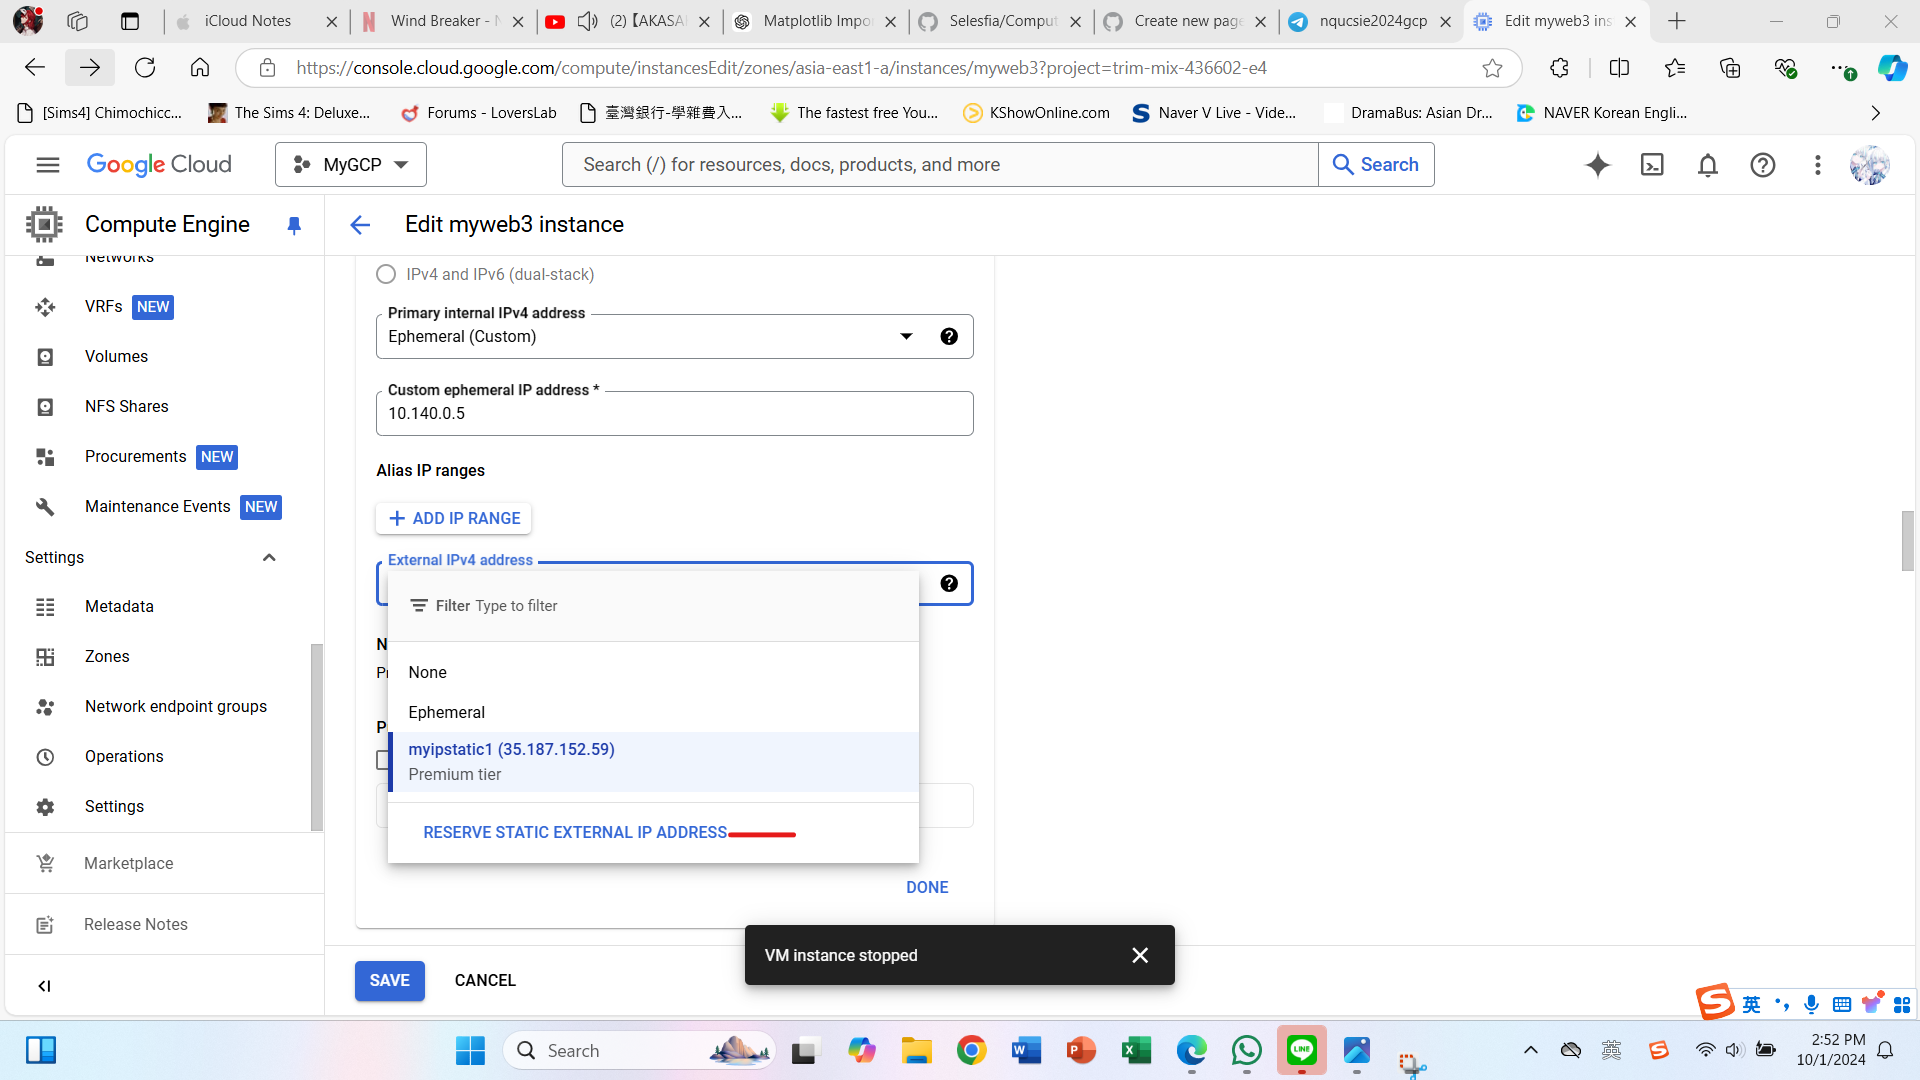 iCloud Notes
Wind Breaker - N
(2)【AKASAI
Matplotlib Impo
Selesfia/Comput
Create new page
nqucsie2024gcp
Edit myweb3 ins
https://console.cloud.google.com/compute/instancesEdit/zones/asia-east1-a/instances/myweb3?project=trim-mix-436602-e4
[Sims4] Chimochicc...
The Sims 4: Deluxe...
Forums - LoversLab
臺灣銀行-學雜費入...
The fastest free You...
KShowOnline.com
Naver V Live - Vide...
DramaBus: Asian Dr...
NAVER Korean Engli...
Google Cloud
MyGCP
Search (/) for resources, docs, products, and more
Search
Compute Engine
Edit myweb3 instance
Networks
VRFs NEW
Volumes
NFS Shares
Procurements NEW
Maintenance Events NEW
Settings
Metadata
Zones
Network endpoint groups
Operations
Settings
Marketplace
Release Notes
IPv4 and IPv6 (dual-stack)
Primary internal IPv4 address
Ephemeral (Custom)
Custom ephemeral IP address *
10.140.0.5
Alias IP ranges
ADD IP RANGE
External IPv4 address
Filter Type to filter
None
Ephemeral
myipstatic1 (35.187.152.59)
Premium tier
RESERVE STATIC EXTERNAL IP ADDRESS
DONE
VM instance stopped
SAVE
CANCEL
英
Search
英
2:52 PM
10/1/2024